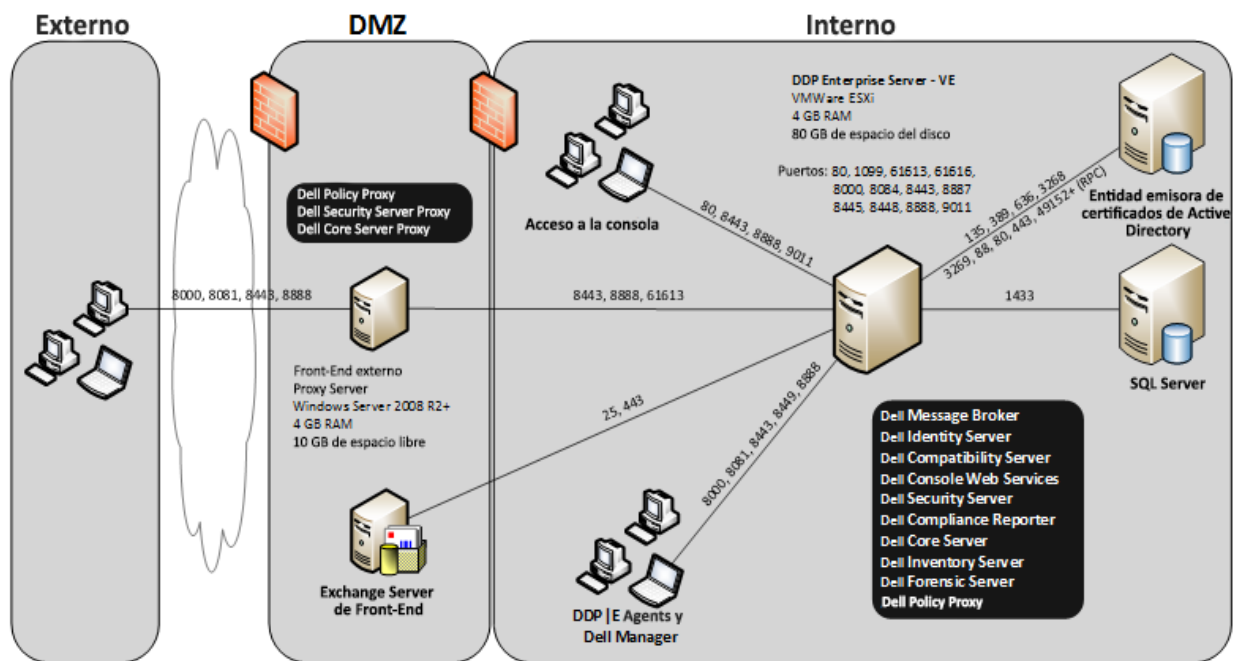 Externo
DMZ
Interno
Dell Policy Proxy
Dell Security Server Proxy
Dell Core Server Proxy
8000, 8081, 8443, 8888
Front-End externo
Proxy Server
Windows Server 2008 R2+
4 GB RAM
10 GB de espacio libre
Exchange Server
de Front-End
Acceso a la consola
80, 8443, 8888, 9011
8443, 8888, 61613
25, 443
8000, 8081, 8443, 8449, 8888
DDP|E Agents y
Dell Manager
DDP Enterprise Server - VE
VMWare ESXi
4 GB RAM
80 GB de espacio del disco
Puertos: 80, 1099, 61613, 61616,
8000, 8084, 8443, 8887
8445, 8448, 8888, 9011
135, 389, 636, 3268
3269, 88, 80, 443, 49152+ (RPC)
Entidad emisora de
certificados de Active
Directory
1433
SQL Server
Dell Message Broker
Dell Identity Server
Dell Compatibility Server
Dell Console Web Services
Dell Security Server
Dell Compliance Reporter
Dell Core Server
Dell Inventory Server
Dell Forensic Server
Dell Policy Proxy